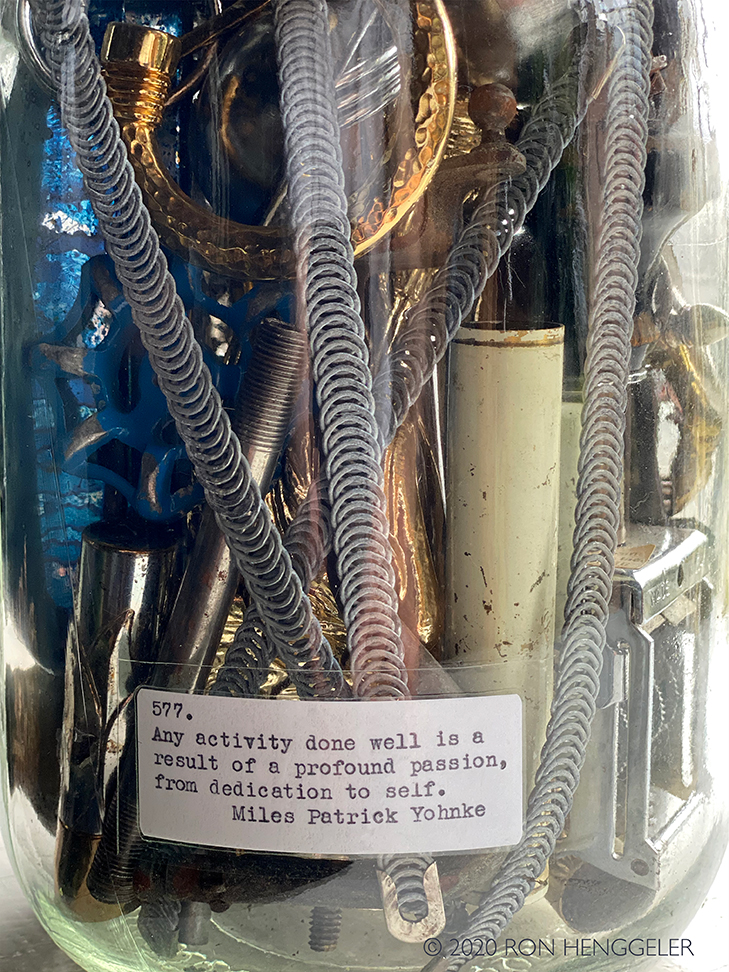 577.
Any activity done well is a
result of a profound passion,
from dedication to self.
Miles Patrick Yohnke
© 2020 RON HENGGELER